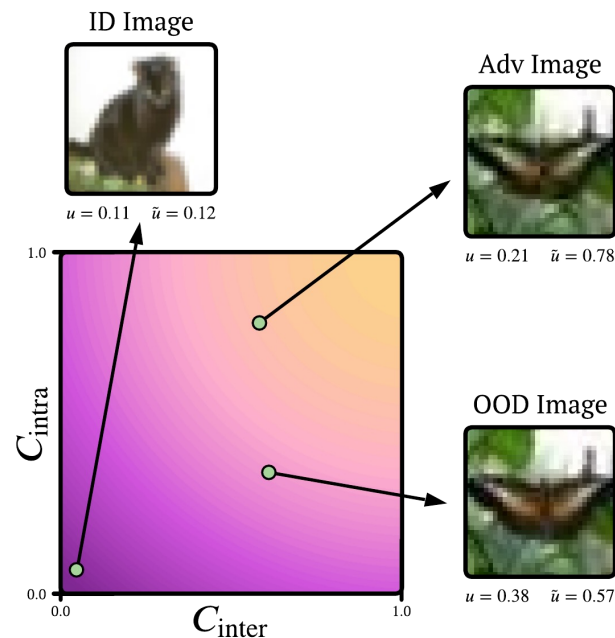 ID Image
u = 0.11 ũ = 0.12
Adv Image
u = 0.21 ũ = 0.78
OOD Image
u = 0.38 ũ = 0.57
1.0
C_intra
0.0
0.0
C_inter
1.0